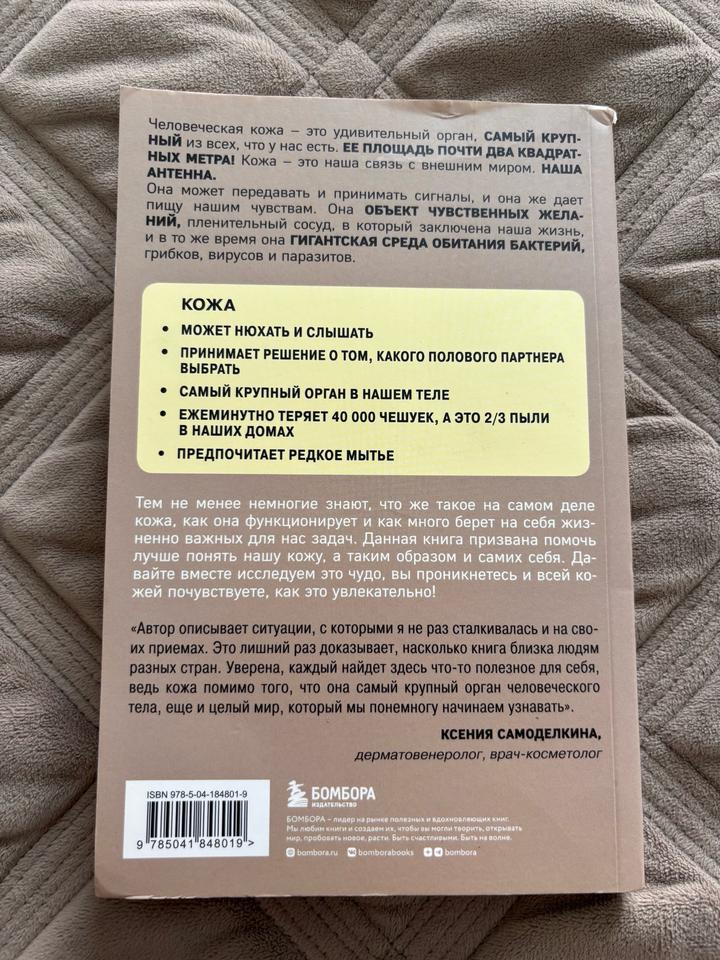 Человеческая кожа – это удивительный орган, САМЫЙ КРУП-
НЫЙ из всех, что у нас есть. ЕЕ ПЛОЩАДЬ ПОЧТИ ДВА КВАДРАТ-
НЫХ МЕТРА! Кожа – это наша связь с внешним миром. НАША
АНТЕННА.
Она может передавать и принимать сигналы, и она же дает
пищу нашим чувствам. Она ОБЪЕКТ ЧУВСТВЕННЫХ ЖЕЛА-
НИЙ, пленительный сосуд, в который заключена наша жизнь,
и в то же время она ГИГАНТСКАЯ СРЕДА ОБИТАНИЯ БАКТЕРИЙ,
грибков, вирусов и паразитов.
КОЖА
• МОЖЕТ НЮХАТЬ И СЛЫШАТЬ
• ПРИНИМАЕТ РЕШЕНИЕ О ТОМ, КАКОГО ПОЛОВОГО ПАРТНЕРА
ВЫБРАТЬ
• САМЫЙ КРУПНЫЙ ОРГАН В НАШЕМ ТЕЛЕ
• ЕЖЕМИНУТНО ТЕРЯЕТ 40 000 ЧЕШУЕК, А ЭТО 2/3 ПЫЛИ
В НАШИХ ДОМАХ
• ПРЕДПОЧИТАЕТ РЕДКОЕ МЫТЬЕ
Тем не менее немногие знают, что же такое на самом деле
кожа, как она функционирует и как много берет на себя жиз-
ненно важных для нас задач. Данная книга призвана помочь
лучше понять нашу кожу, а таким образом и самих себя. Да-
вайте вместе исследуем это чудо, вы проникнетесь и всей ко-
жей почувствуете, как это увлекательно!
«Автор описывает ситуации, с которыми я не раз сталкивалась и на сво-
их приемах. Это лишний раз доказывает, насколько книга близка людям
разных стран. Уверена, каждый найдет здесь что-то полезное для себя,
ведь кожа помимо того, что она самый крупный орган человеческого
тела, еще и целый мир, который мы понемногу начинаем узнавать».
КСЕНИЯ САМОДЕЛКИНА,
дерматовенеролог, врач-косметолог
ISBN 978-5-04-184801-9
9 785041 848019 >
БОМБОРА
ИЗДАТЕЛЬСТВО
БОМБОРА – лидер на рынке полезных и вдохновляющих книг.
Мы любим книги и создаем их, чтобы вы могли творить, открывать
мир, пробовать новое, расти. Быть счастливыми. Быть на волне.
bombora.ru bomborabooks bombora